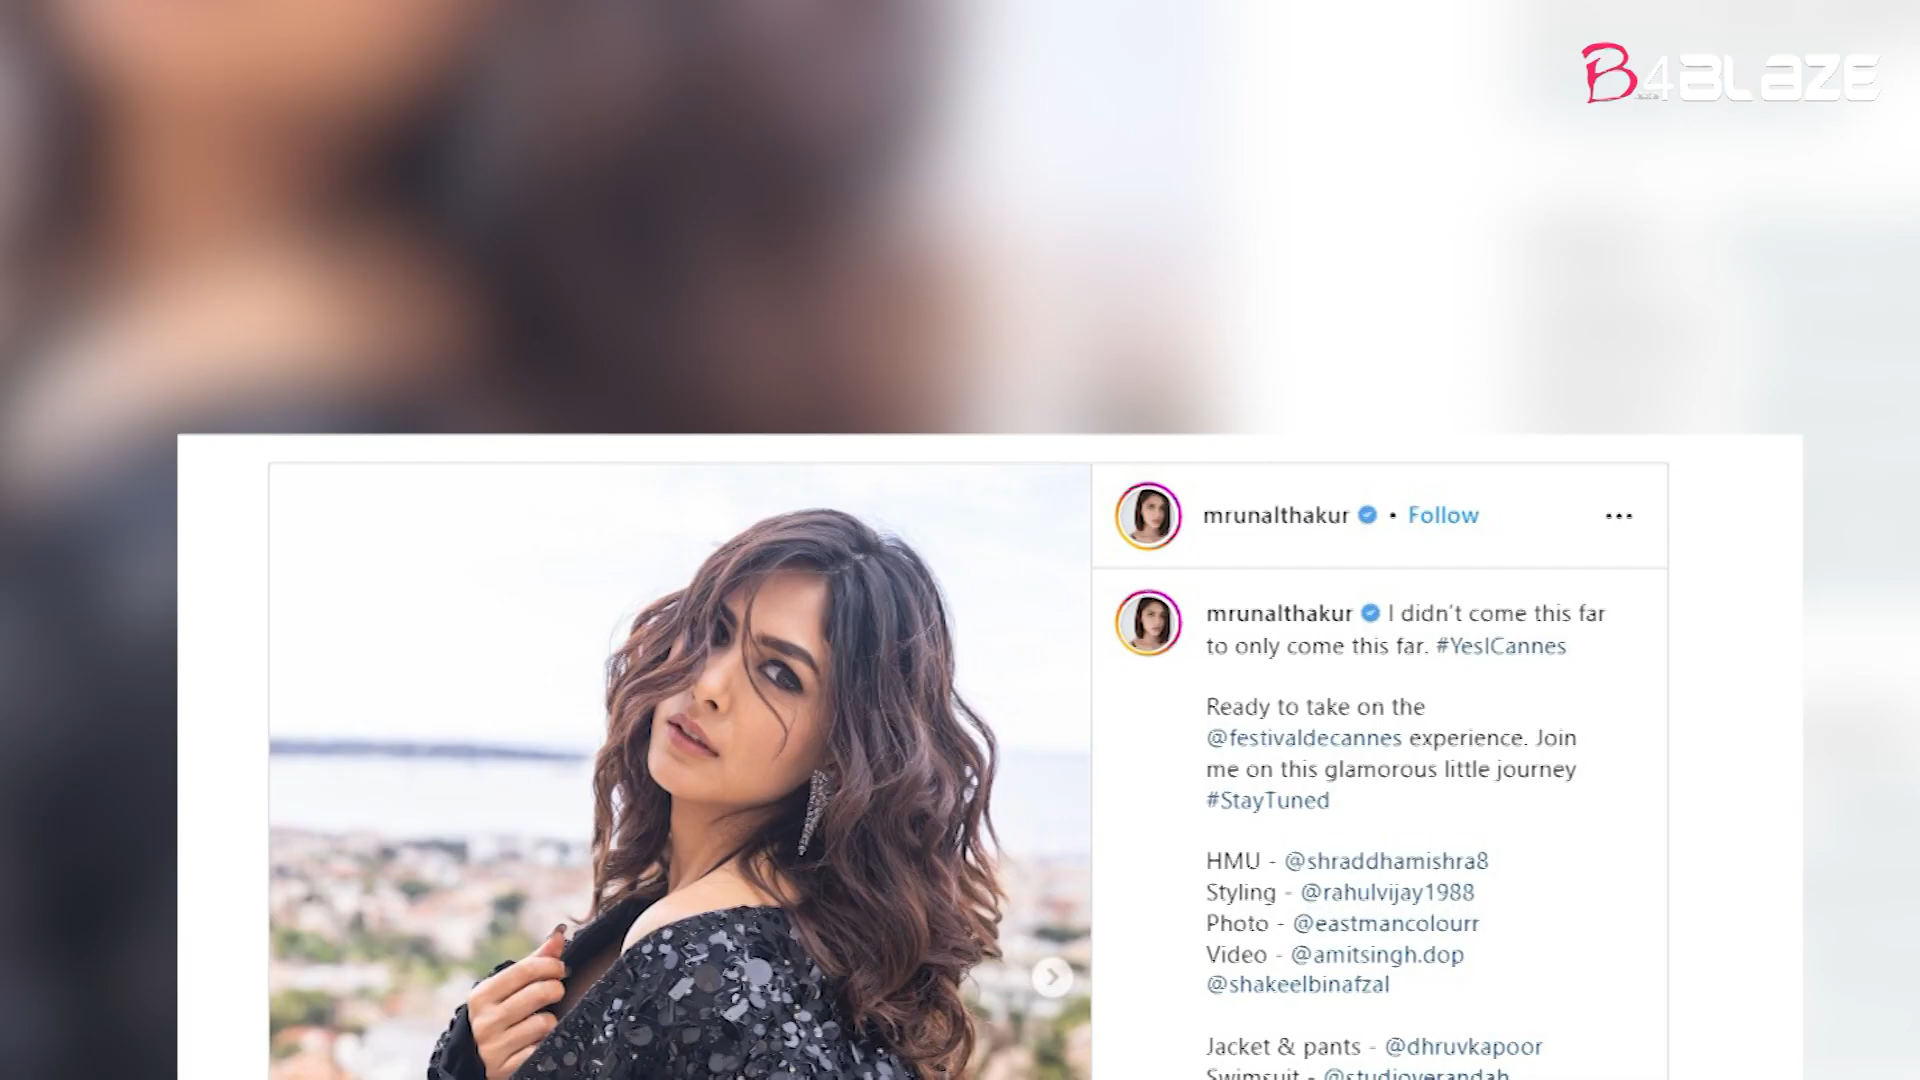 B4BLAZE
mrunalthakur • Follow
mrunalthakur I didn't come this far
to only come this far. #YesICannes
Ready to take on the
@festivaldecannes experience. Join
me on this glamorous little journey
#StayTuned
HMU - @shraddhamishra8
Styling - @rahulvijay1988
Photo - @eastmancolourr
Video - @amitsingh.dop
@shakeelbinafzal
Jacket & pants - @dhruvkapoor
Swimsuit - @studioverandah